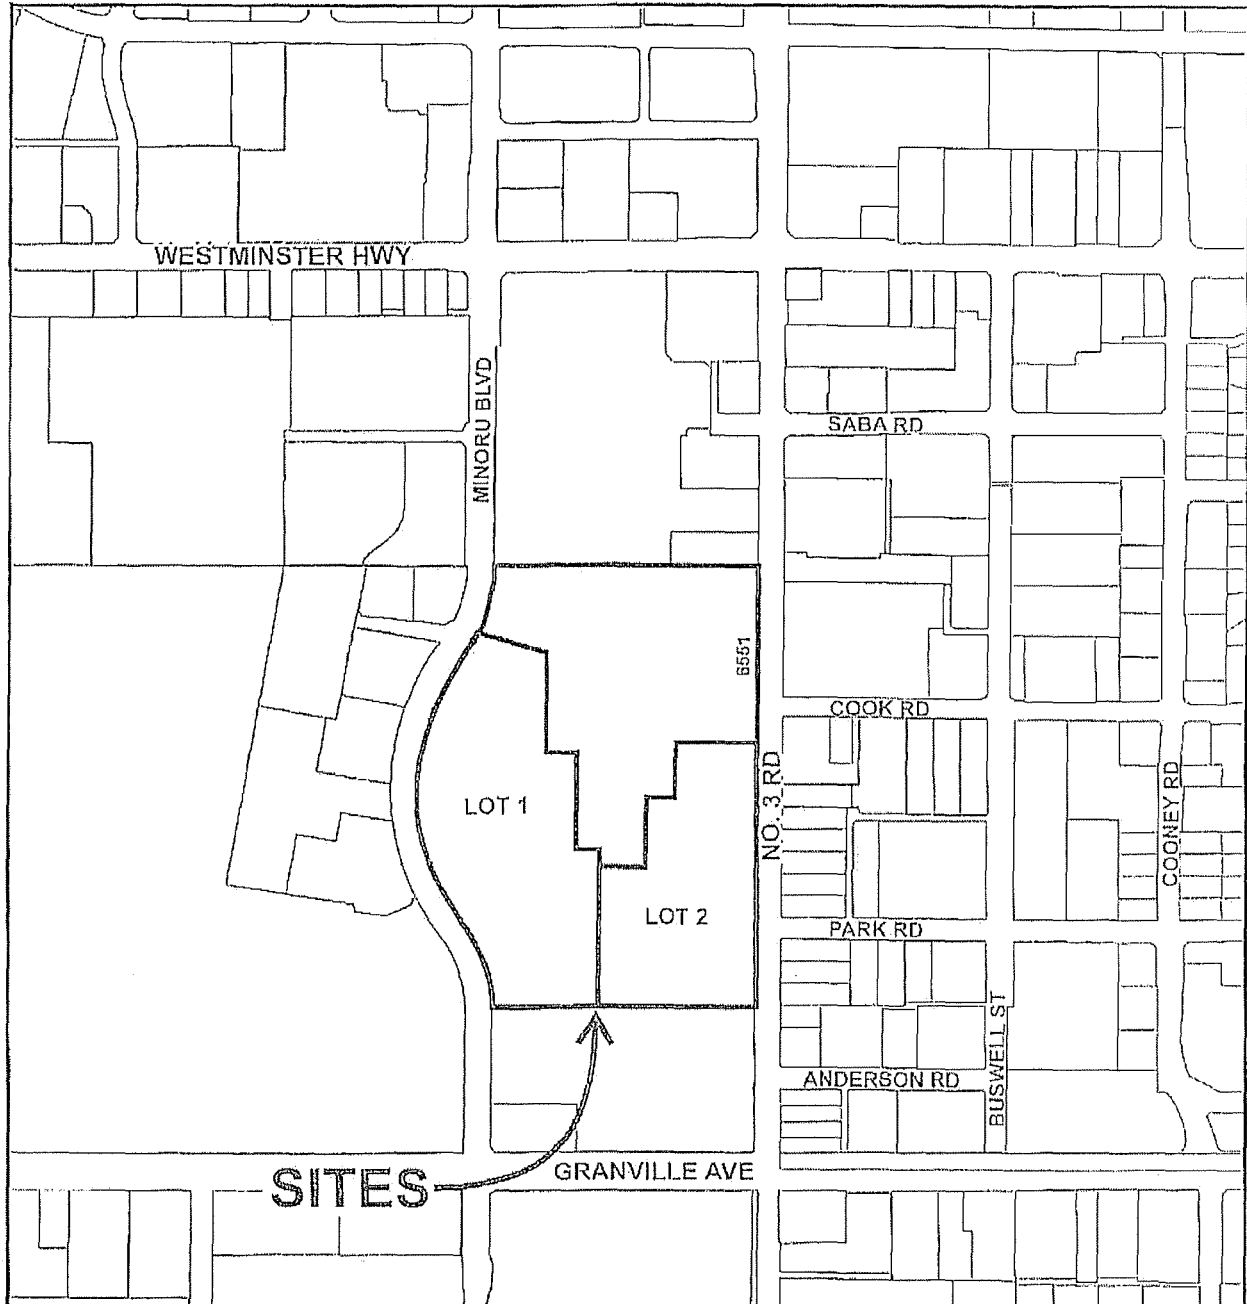 WESTMINSTER HWY
MINORU BLVD
SABA RD
6551
COOK RD
NO. 3 RD
COONEY RD
LOT 1
LOT 2
PARK RD
BUSWELL ST
ANDERSON RD
GRANVILLE AVE
SITES